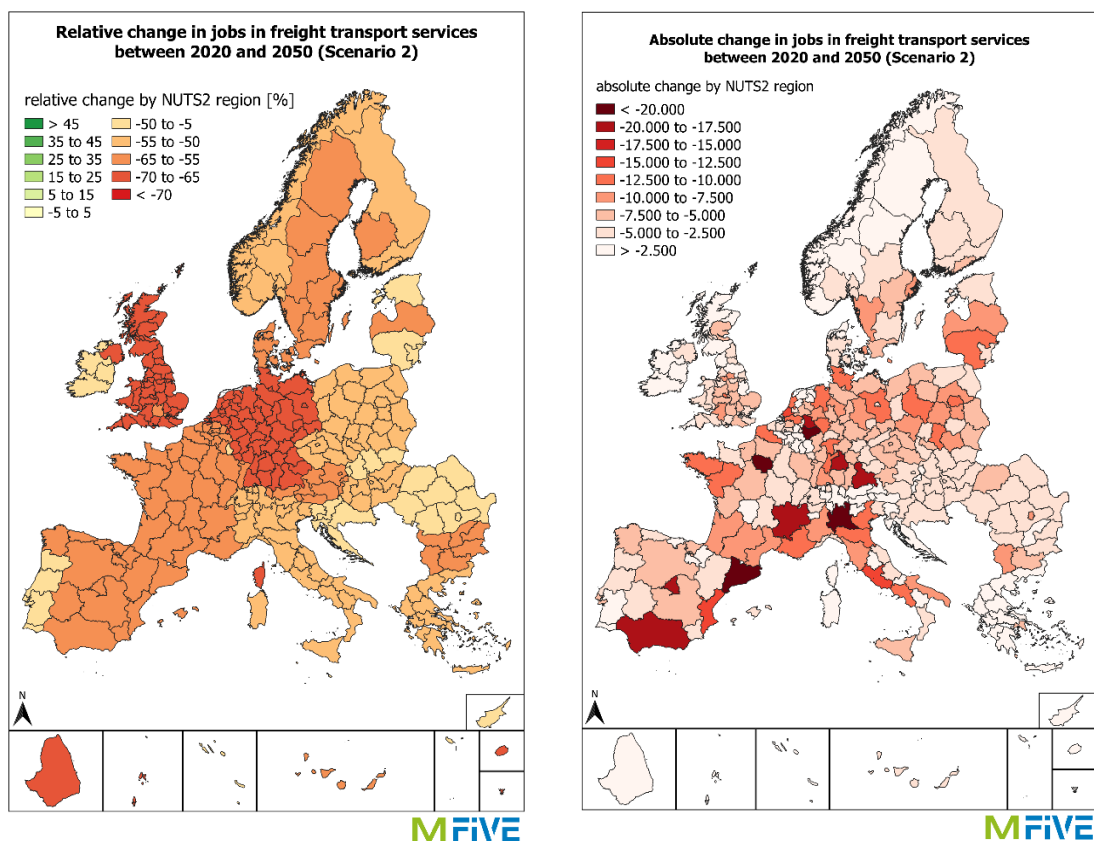 Relative change in jobs in freight transport services
between 2020 and 2050 (Scenario 2)
relative change by NUTS2 region [%]
> 45
35 to 45
25 to 35
15 to 25
5 to 15
-5 to 5
-50 to -5
-55 to -50
-65 to -55
-70 to -65
< -70
N
M FIVE
Absolute change in jobs in freight transport services
between 2020 and 2050 (Scenario 2)
absolute change by NUTS2 region
< -20.000
-20.000 to -17.500
-17.500 to -15.000
-15.000 to -12.500
-12.500 to -10.000
-10.000 to -7.500
-7.500 to -5.000
-5.000 to -2.500
> -2.500
N
M FIVE